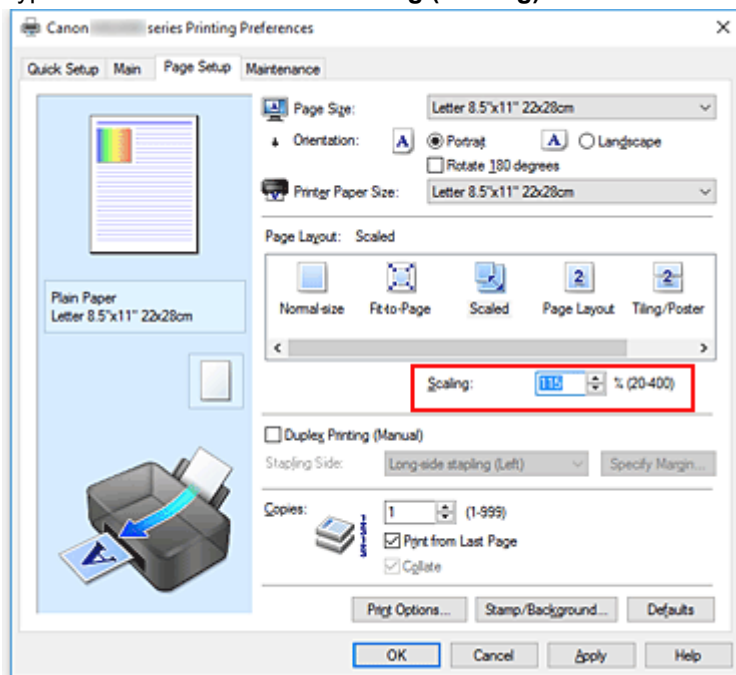 (Scaling)
Canon series Printing Preferences
Quick Setup Main Page Setup Maintenance
Page Size: Letter 8.5"x11" 22x28cm
Orientation: A Portrait A Landscape
Rotate 180 degrees
Printer Paper Size: Letter 8.5"x11" 22x28cm
Page Layout: Scaled
2 2
Normal-size Fit-to-Page Scaled Page Layout Tiling/Poster
Plain Paper
Letter 8.5"x11" 22x28cm
Scaling: 115 % (20-400)
Duplex Printing (Manual)
Stapling Side: Long-side stapling (Left) Specify Margin...
Copies: 1 (1-999)
Print from Last Page
Collate
A
Print Options... Stamp/Background... Defaults
OK Cancel Apply Help